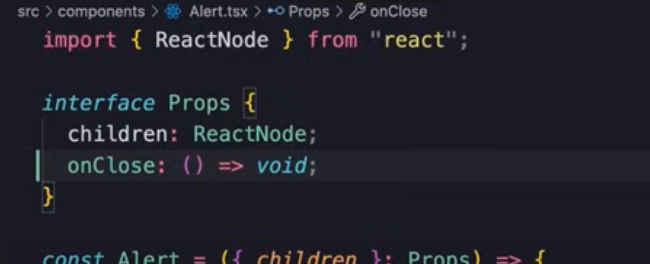 src > components > Alert.tsx > Props > onClose
import { ReactNode } from "react";
interface Props {
children: ReactNode;
onClose: () => void;
}
const Alert = ({ children }: Props) => {